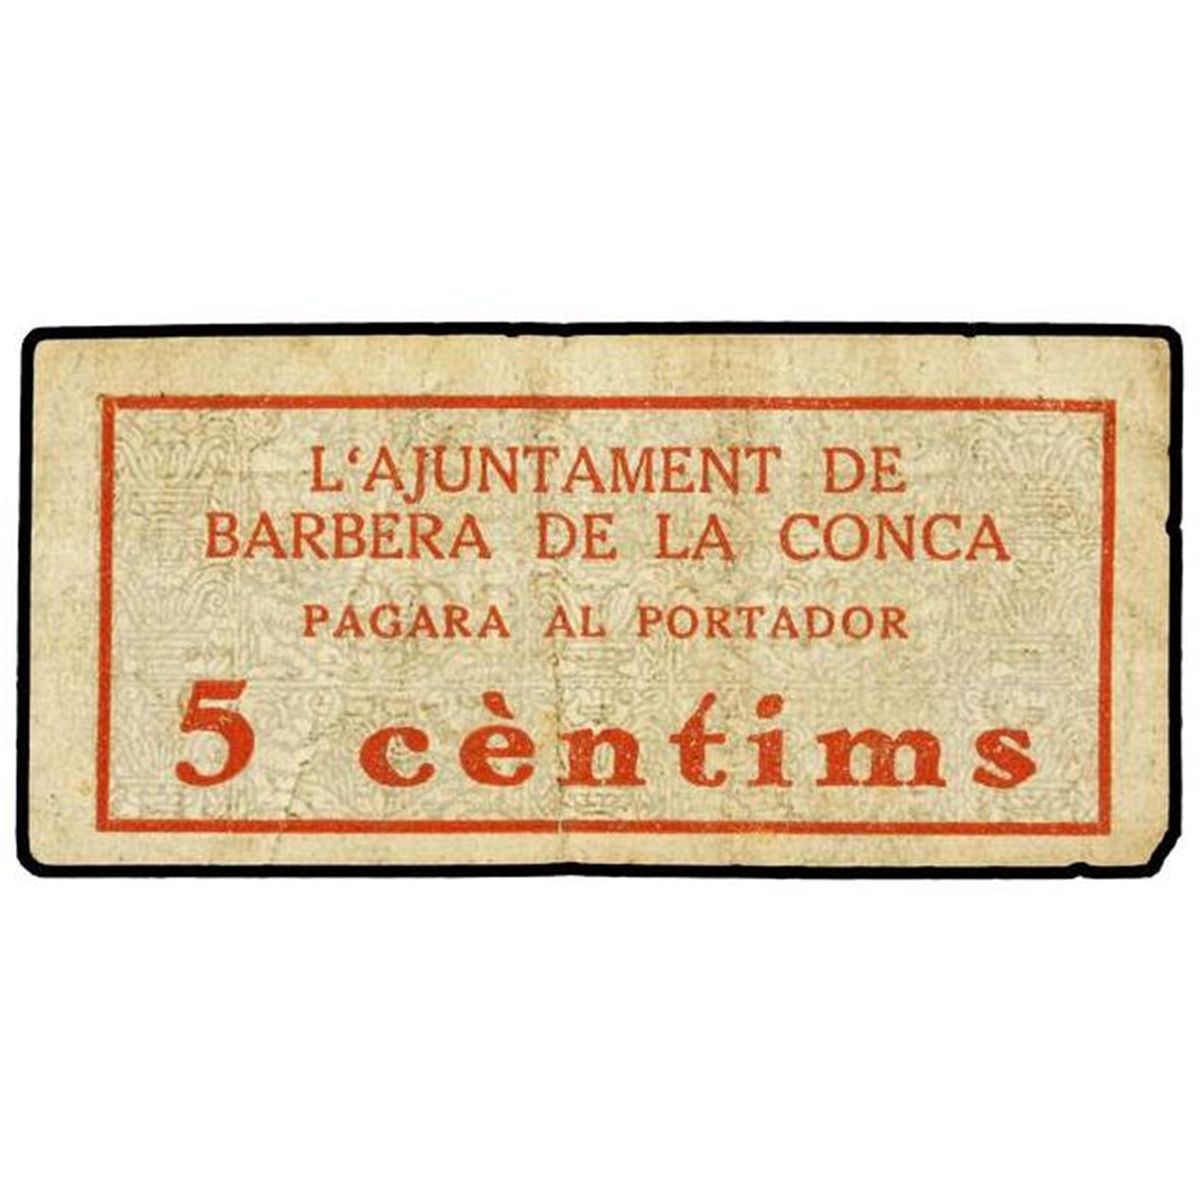 L‘AJUNTAMENT DE
BARBERA DE LA CONCA
PAGARA AL PORTADOR
5 cèntims